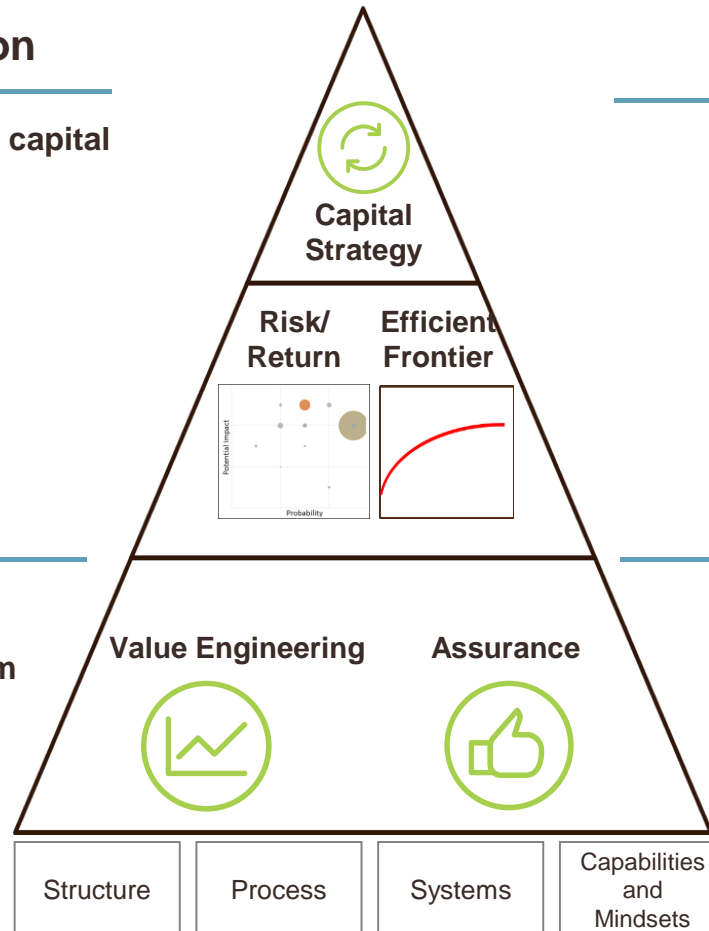 on
capital
Capital
Strategy
Risk/
Return
Efficient
Frontier
Potential Impact
Probability
m
Value Engineering
Assurance
Structure
Process
Systems
Capabilities
and
Mindsets